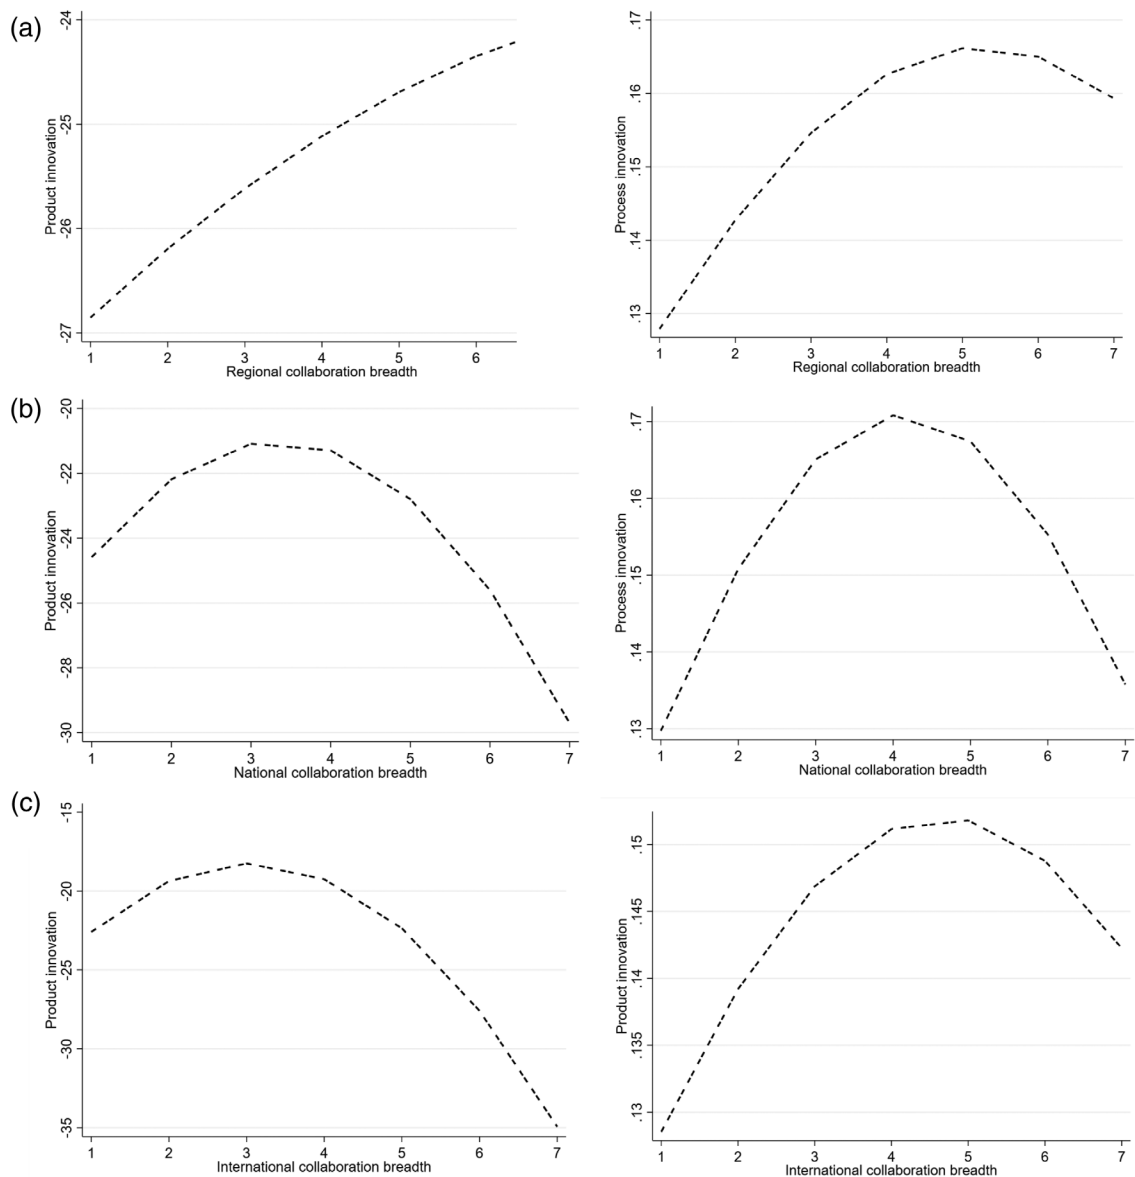 (a)
-24
-25
-26
-27
Product innovation
1 2 3 4 5 6
Regional collaboration breadth
.17
.16
.15
.14
.13
Process innovation
1 2 3 4 5 6 7
Regional collaboration breadth
(b)
-20
-22
-24
-26
-28
-30
Product innovation
1 2 3 4 5 6 7
National collaboration breadth
.17
.16
.15
.14
.13
Process innovation
1 2 3 4 5 6 7
National collaboration breadth
(c)
-15
-20
-25
-30
-35
Product innovation
1 2 3 4 5 6 7
International collaboration breadth
.15
.145
.14
.135
.13
Product innovation
1 2 3 4 5 6 7
International collaboration breadth